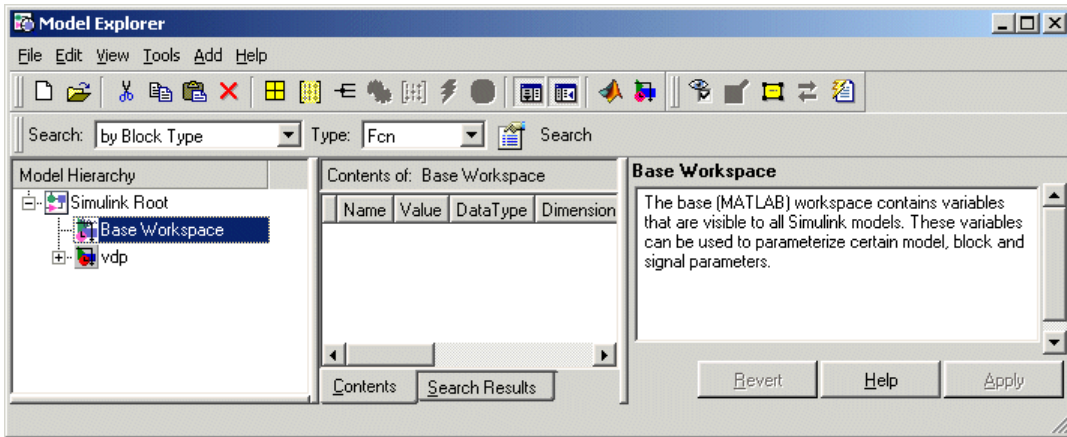 Model Explorer
File Edit View Tools Add Help
Search: by Block Type Type: Fcn Search
Model Hierarchy
Simulink Root
Base Workspace
vdp
Contents of: Base Workspace
Name Value DataType Dimension
Contents Search Results
Base Workspace
The base (MATLAB) workspace contains variables
that are visible to all Simulink models. These variables
can be used to parameterize certain model, block and
signal parameters.
Revert Help Apply